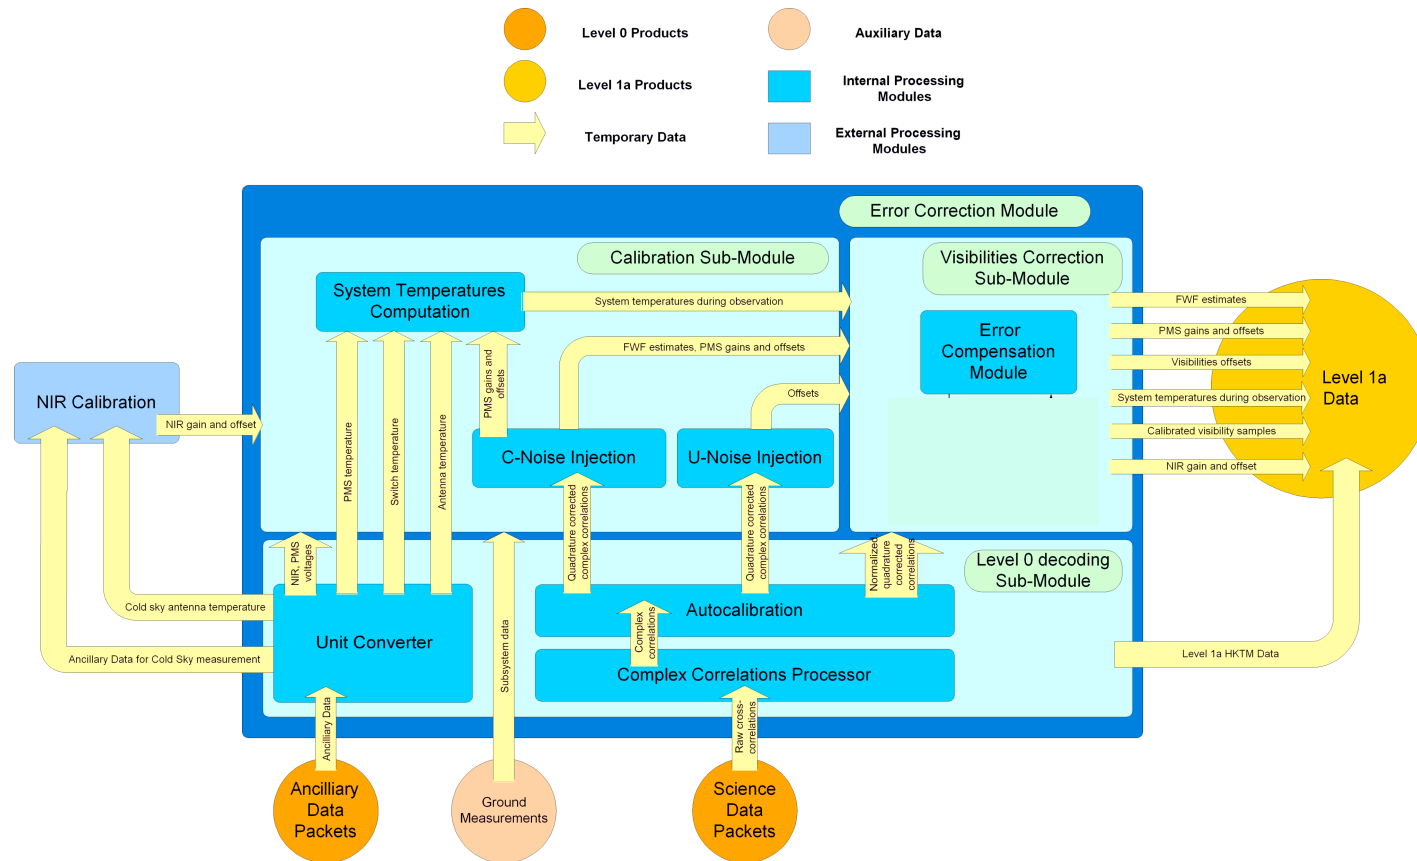 Level 0 Products
Auxiliary Data
Level 1a Products
Internal Processing
Modules
Temporary Data
External Processing
Modules
Error Correction Module
Calibration Sub-Module
Visibilities Correction
Sub-Module
System Temperatures
Computation
System temperatures during observation
FWF estimates
PMS gains and offsets
Error
Compensation
Module
FWF estimates, PMS gains and offsets
PMS gains and
offsets
Visibilities offsets
Level 1a
Data
Offsets
System temperatures during observation
NIR Calibration
NIR gain and offset
Calibrated visibility samples
PMS temperature
Switch temperature
Antenna temperature
C-Noise Injection
U-Noise Injection
NIR gain and offset
NIR, PMS
voltages
Quadrature corrected
complex correlations
Quadrature corrected
complex correlations
Normalized,
quadrature
corrected
correlations
Level 0 decoding
Sub-Module
Cold sky antenna temperature
Unit Converter
Autocalibration
Complex
correlations
Ancillary Data for Cold Sky measurement
Subsystem data
Level 1a HKTM Data
Complex Correlations Processor
Ancilliary Data
Raw cross-
correlations
Ancilliary
Data
Packets
Ground
Measurements
Science
Data
Packets